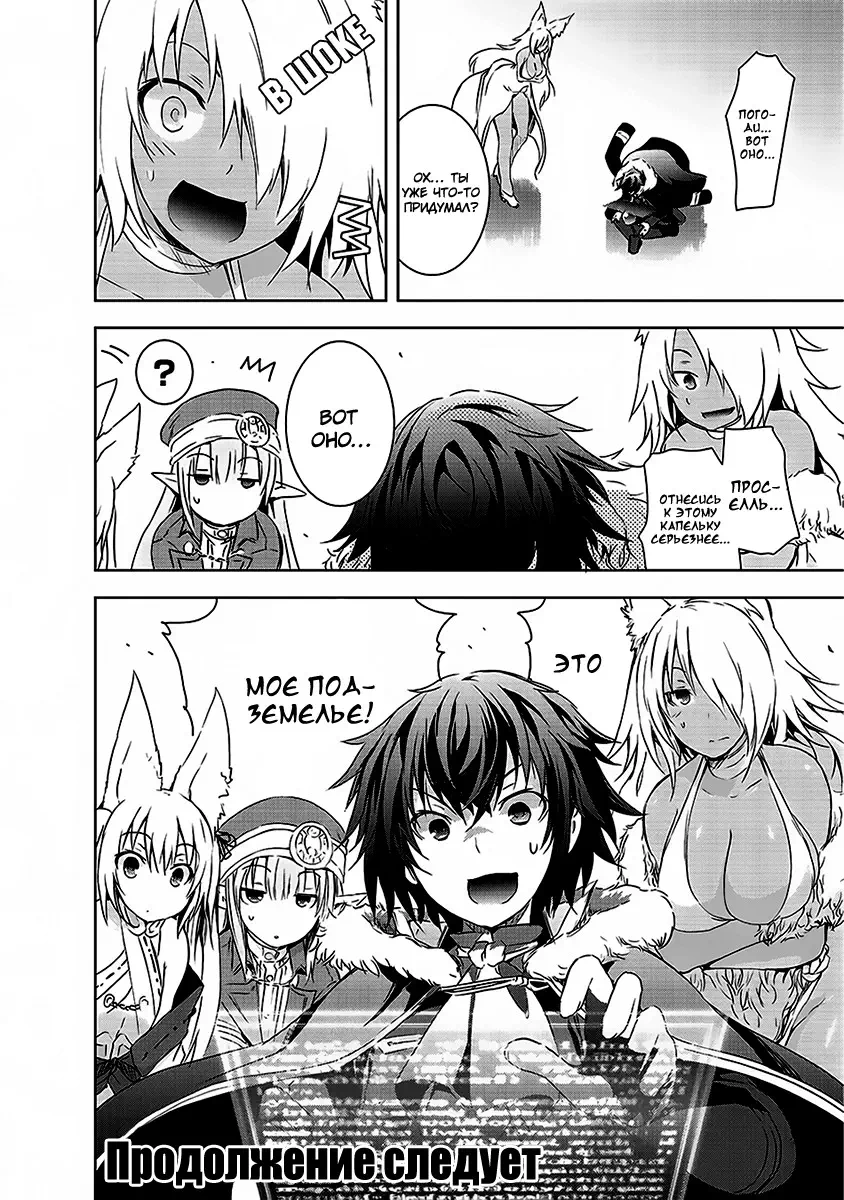 ПОГО-
ДИ...
ВОТ
ОНО...
ОХ... ТЫ
УЖЕ ЧТО-ТО
ПРИДУМАЛ?
В ШОКЕ
ПРОС-
ЕЛЛЬ...
ОТНЕСИСЬ
К ЭТОМУ
КАПЕЛЬКУ
СЕРЬЕЗНЕЕ...
ВОТ
ОНО...
?
ЭТО
МОЕ ПОД-
ЗЕМЕЛЬЕ!
Продолжение следует